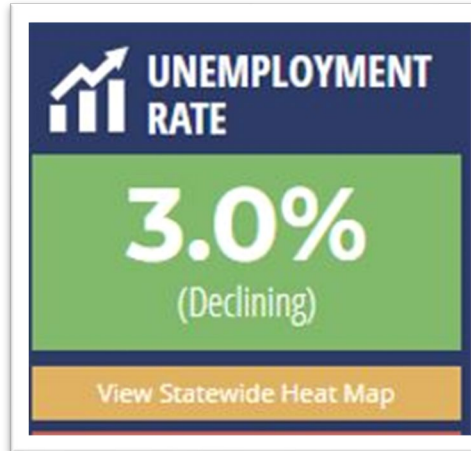 UNEMPLOYMENT
RATE
3.0%
(Declining)
View Statewide Heat Map